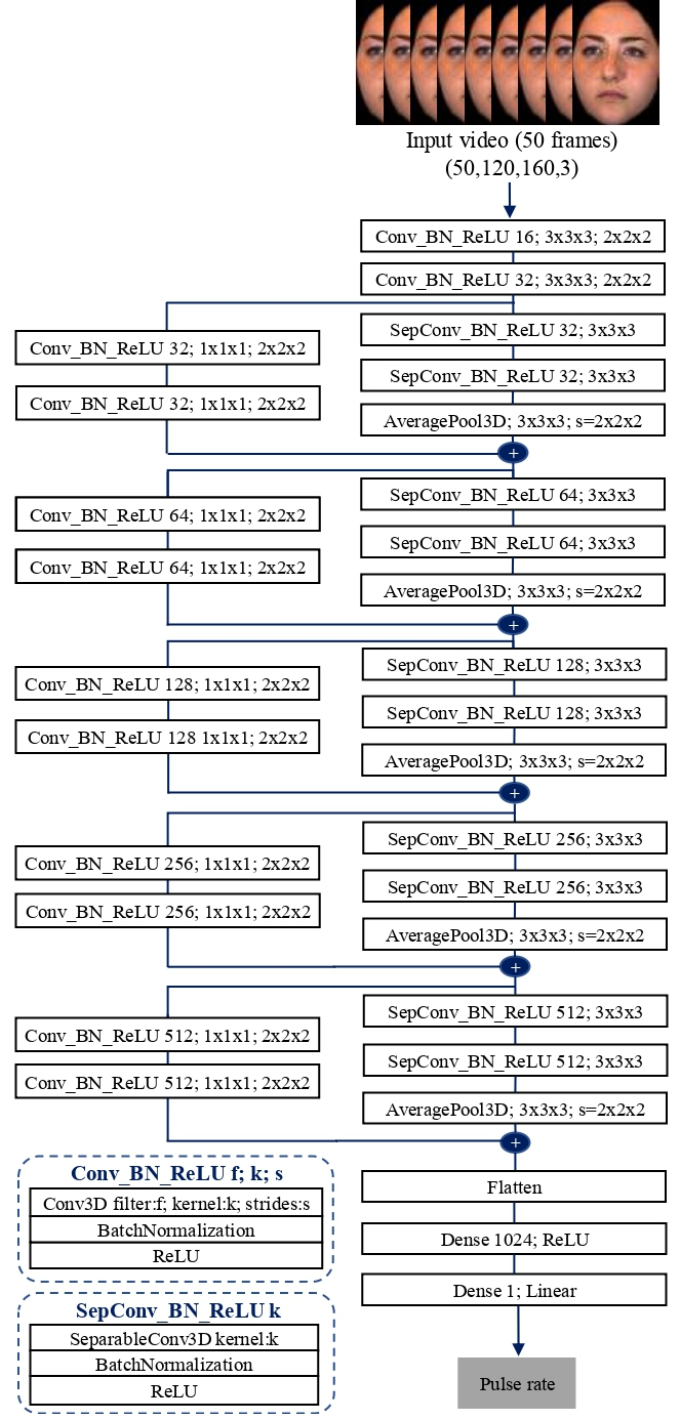 Input video (50 frames)
(50,120,160,3)
Conv_BN_ReLU 16; 3x3x3; 2x2x2
Conv_BN_ReLU 32; 3x3x3; 2x2x2
Conv_BN_ReLU 32; 1x1x1; 2x2x2
Conv_BN_ReLU 32; 1x1x1; 2x2x2
SepConv_BN_ReLU 32; 3x3x3
SepConv_BN_ReLU 32; 3x3x3
AveragePool3D; 3x3x3; s=2x2x2
+
Conv_BN_ReLU 64; 1x1x1; 2x2x2
Conv_BN_ReLU 64; 1x1x1; 2x2x2
SepConv_BN_ReLU 64; 3x3x3
SepConv_BN_ReLU 64; 3x3x3
AveragePool3D; 3x3x3; s=2x2x2
+
Conv_BN_ReLU 128; 1x1x1; 2x2x2
Conv_BN_ReLU 128 1x1x1; 2x2x2
SepConv_BN_ReLU 128; 3x3x3
SepConv_BN_ReLU 128; 3x3x3
AveragePool3D; 3x3x3; s=2x2x2
+
Conv_BN_ReLU 256; 1x1x1; 2x2x2
Conv_BN_ReLU 256; 1x1x1; 2x2x2
SepConv_BN_ReLU 256; 3x3x3
SepConv_BN_ReLU 256; 3x3x3
AveragePool3D; 3x3x3; s=2x2x2
+
Conv_BN_ReLU 512; 1x1x1; 2x2x2
Conv_BN_ReLU 512; 1x1x1; 2x2x2
SepConv_BN_ReLU 512; 3x3x3
SepConv_BN_ReLU 512; 3x3x3
AveragePool3D; 3x3x3; s=2x2x2
+
Flatten
Dense 1024; ReLU
Dense 1; Linear
Pulse rate
Conv_BN_ReLU f; k; s
Conv3D filter:f; kernel:k; strides:s
BatchNormalization
ReLU
SepConv_BN_ReLU k
SeparableConv3D kernel:k
BatchNormalization
ReLU